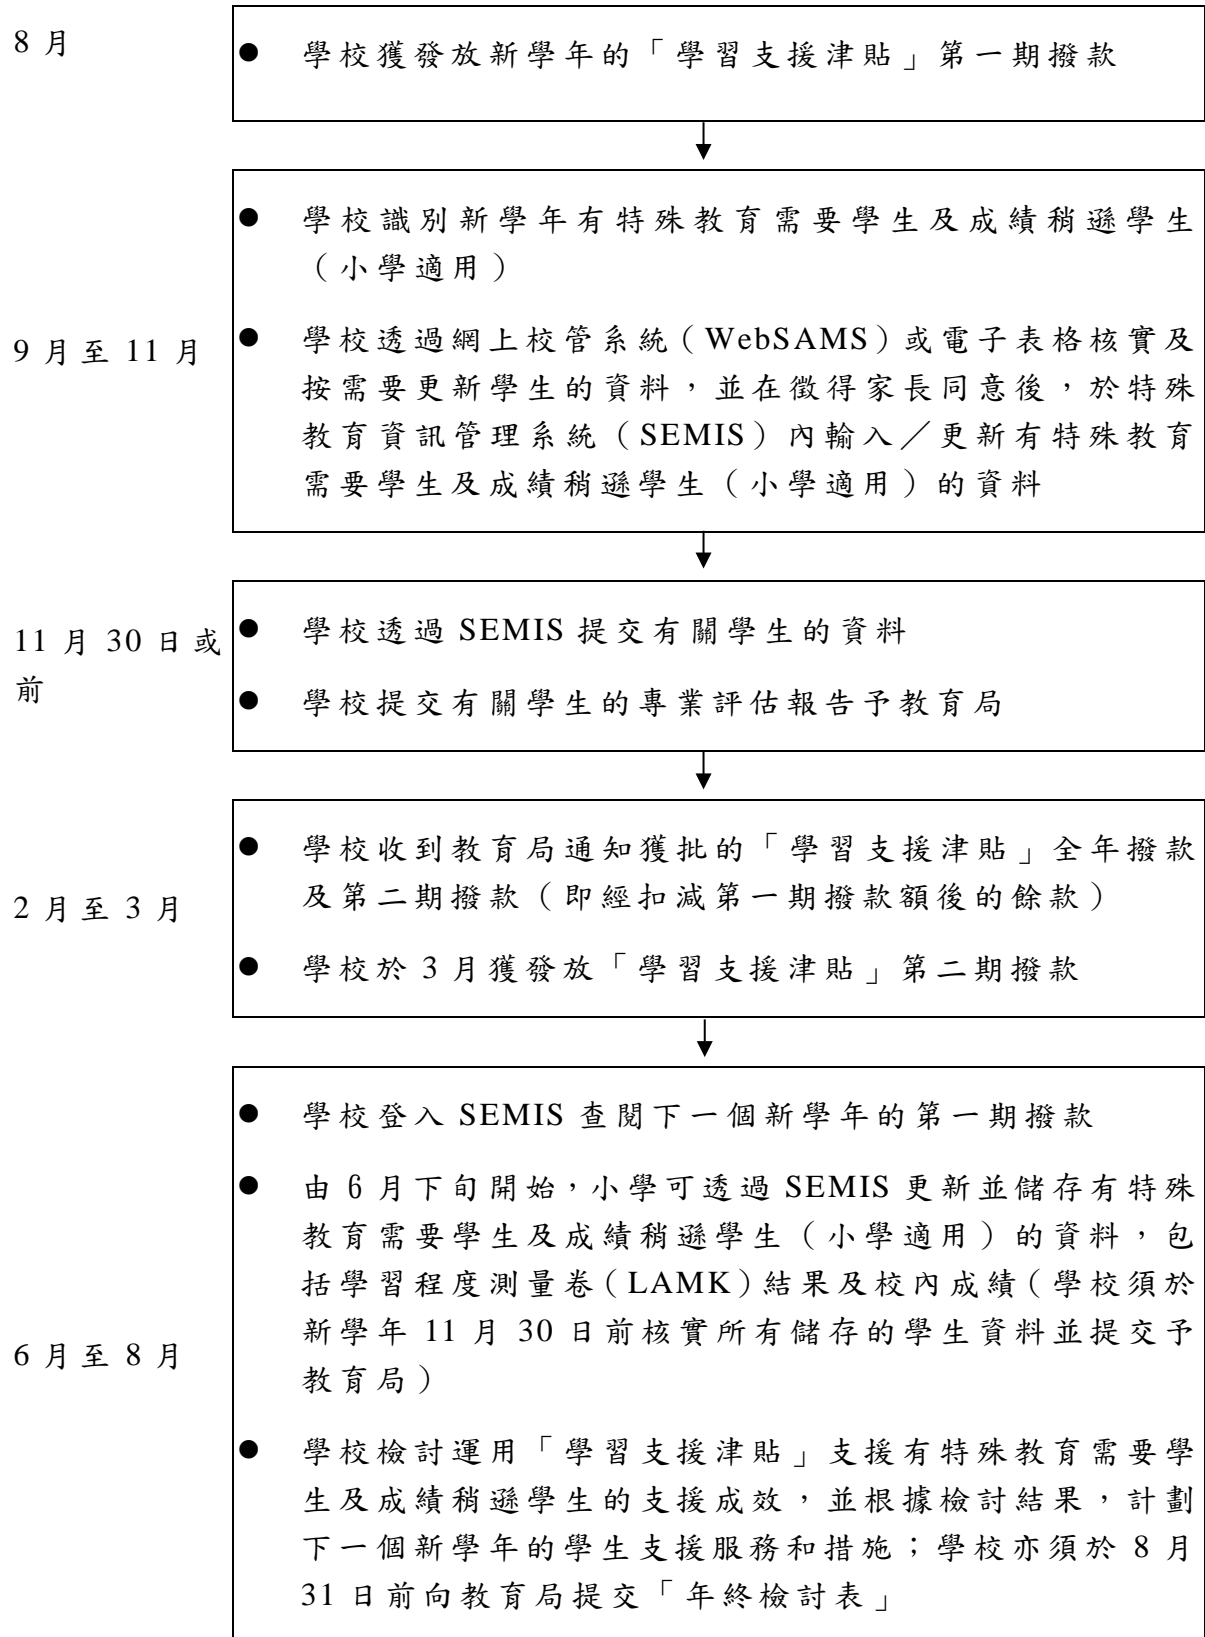 8 月
● 學校獲發放新學年的「學習支援津貼」第一期撥款
9 月至 11 月
● 學校識別新學年有特殊教育需要學生及成績稍遜學生
（小學適用）
● 學校透過網上校管系統（WebSAMS）或電子表格核實及
按需要更新學生的資料，並在徵得家長同意後，於特殊
教育資訊管理系統（SEMIS）內輸入／更新有特殊教育
需要學生及成績稍遜學生（小學適用）的資料
11 月 30 日或
前
● 學校透過 SEMIS 提交有關學生的資料
● 學校提交有關學生的專業評估報告予教育局
2 月至 3 月
● 學校收到教育局通知獲批的「學習支援津貼」全年撥款
及第二期撥款（即經扣減第一期撥款額後的餘款）
● 學校於 3 月獲發放「學習支援津貼」第二期撥款
6 月至 8 月
● 學校登入 SEMIS 查閱下一個新學年的第一期撥款
● 由 6 月下旬開始，小學可透過 SEMIS 更新並儲存有特殊
教育需要學生及成績稍遜學生（小學適用）的資料，包
括學習程度測量卷（LAMK）結果及校內成績（學校須於
新學年 11 月 30 日前核實所有儲存的學生資料並提交予
教育局）
● 學校檢討運用「學習支援津貼」支援有特殊教育需要學
生及成績稍遜學生的支援成效，並根據檢討結果，計劃
下一個新學年的學生支援服務和措施；學校亦須於 8 月
31 日前向教育局提交「年終檢討表」